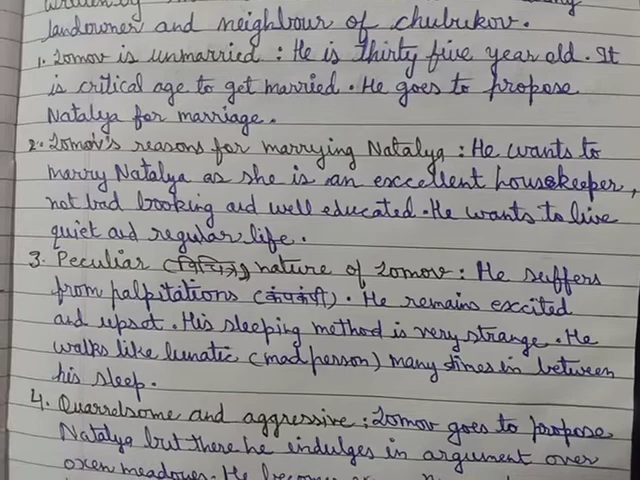 written by
landowner and neighbour of chubukov.
1. Lomov is unmarried : He is thirty five year old. It
is critical age to get married. He goes to propose
Natalya for marriage.
2. Lomov's reasons for marrying Natalya : He wants to
marry Natalya as she is an excellent housekeeper,
not bad looking and well educated. He wants to live
quiet and regular life.
3. Peculiar (विचित्र) nature of Lomov : He suffers
from palpitations (कंपकंपी). He remains excited
and upset. His sleeping method is very strange. He
walks like lunatic (mad person) many times in between
his sleep.
4. Quarrelsome and aggressive : Lomov goes to propose
Natalya but there he indulges in argument over
oxen meadows. He becomes